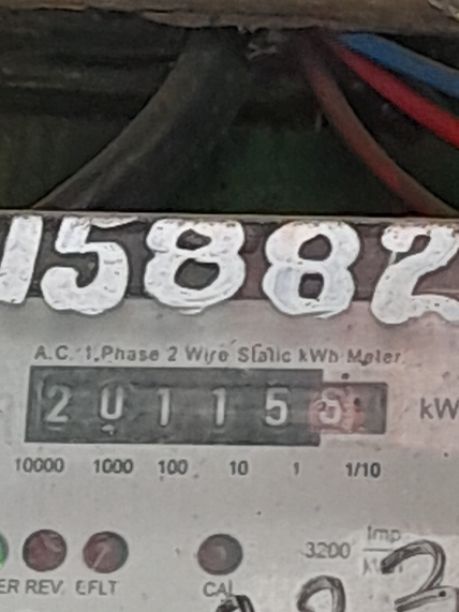 15882
A.C. 1 Phase 2 Wire Static kWh Meter
2 0 1 1 5
kW
10000 1000 100 10 1 1/10
3200 Imp
REV. EFLT CAL